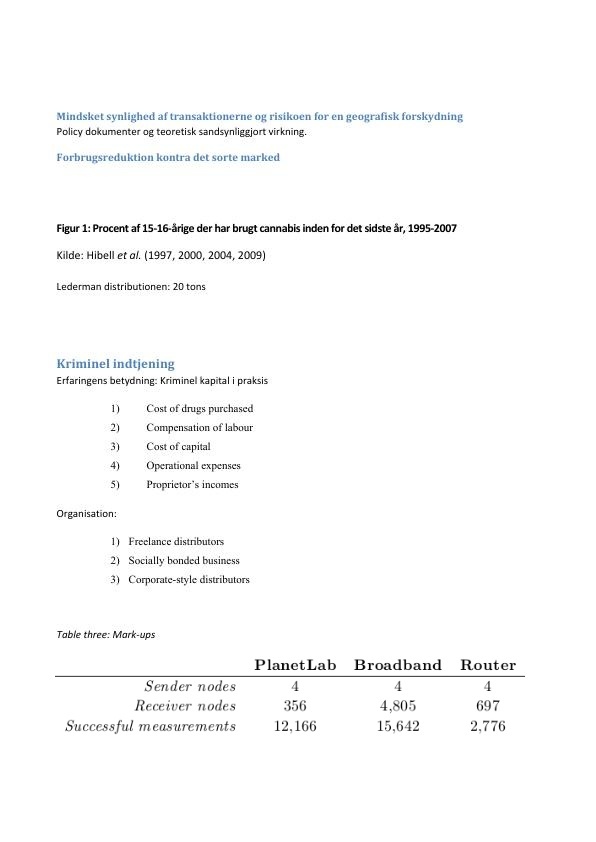 Mindsket synlighed af transaktionerne og risikoen for en geografisk forskydning
Policy dokumenter og teoretisk sandsynliggjort virkning.
Forbrugsreduktion kontra det sorte marked
Figur 1: Procent af 15-16-årige der har brugt cannabis inden for det sidste år, 1995-2007
Kilde: Hibell et al. (1997, 2000, 2004, 2009)
Lederman distributionen: 20 tons
Kriminel indtjening
Erfaringens betydning: Kriminel kapital i praksis
1) Cost of drugs purchased
2) Compensation of labour
3) Cost of capital
4) Operational expenses
5) Proprietor’s incomes
Organisation:
1) Freelance distributors
2) Socially bonded business
3) Corporate-style distributors
Table three: Mark-ups
PlanetLab Broadband Router
Sender nodes 4 4 4
Receiver nodes 356 4,805 697
Successful measurements 12,166 15,642 2,776